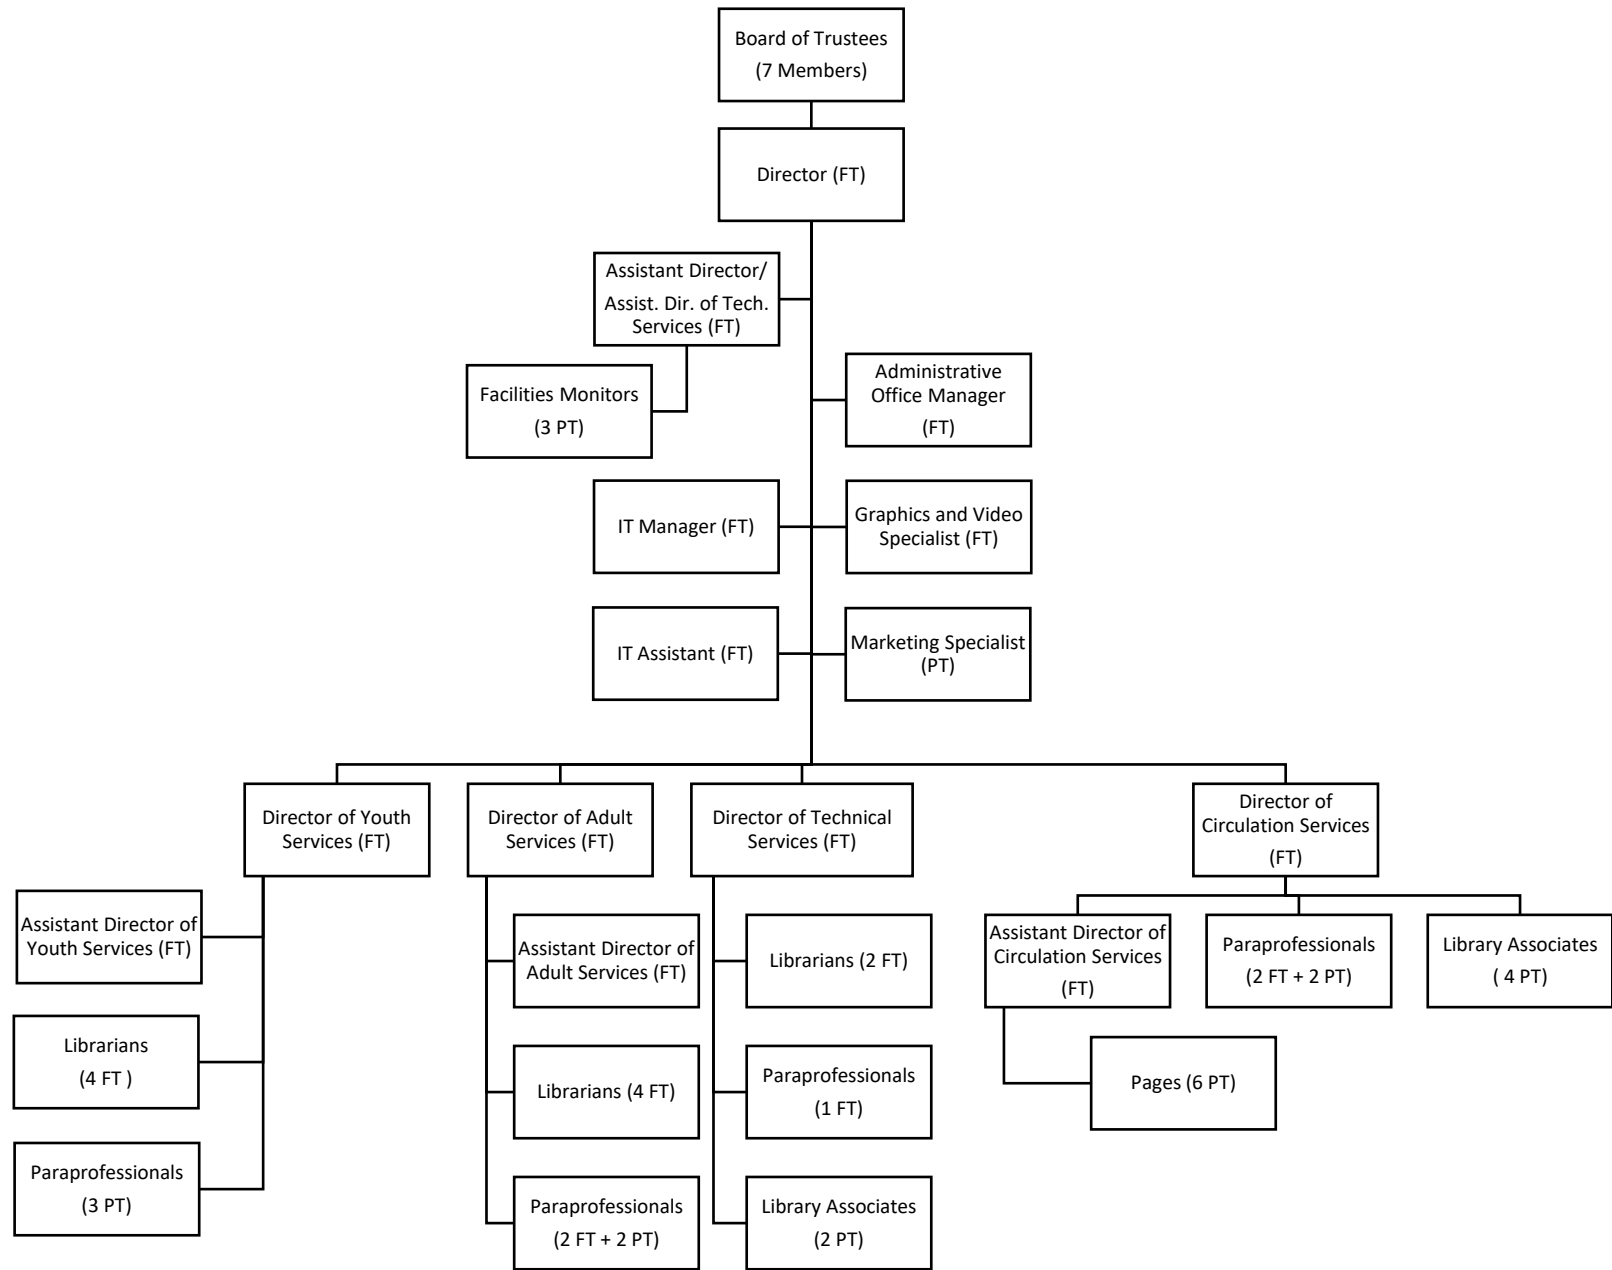 Board of Trustees
(7 Members)
Director (FT)
Assistant Director/
Assist. Dir. of Tech.
Services (FT)
Facilities Monitors
(3 PT)
Administrative
Office Manager
(FT)
IT Manager (FT)
Graphics and Video
Specialist (FT)
IT Assistant (FT)
Marketing Specialist
(PT)
Director of Youth
Services (FT)
Director of Adult
Services (FT)
Director of Technical
Services (FT)
Director of
Circulation Services
(FT)
Assistant Director of
Youth Services (FT)
Librarians
(4 FT )
Paraprofessionals
(3 PT)
Assistant Director of
Adult Services (FT)
Librarians (4 FT)
Paraprofessionals
(2 FT + 2 PT)
Librarians (2 FT)
Paraprofessionals
(1 FT)
Library Associates
(2 PT)
Assistant Director of
Circulation Services
(FT)
Paraprofessionals
(2 FT + 2 PT)
Library Associates
( 4 PT)
Pages (6 PT)